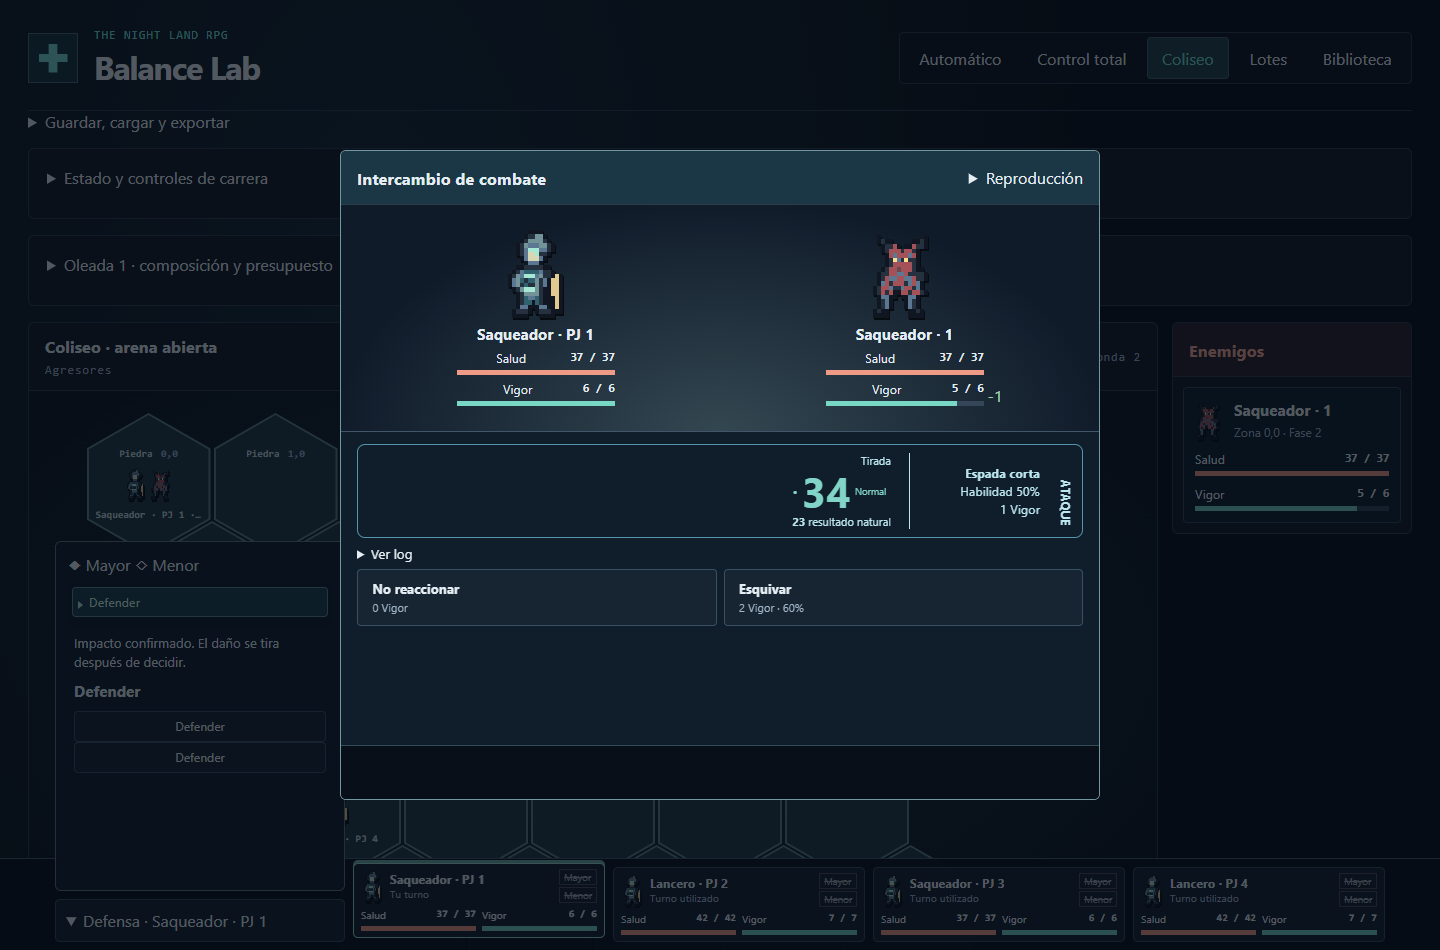 THE NIGHT LAND RPG
Balance Lab
Automático
Control total
Coliseo
Lotes
Biblioteca
▶ Guardar, cargar y exportar
▶ Estado y controles de carrera
▶ Oleada 1 · composición y presupuesto
Coliseo · arena abierta
Agresores
onda 2
Piedra 0,0
Piedra 1,0
Saqueador · PJ 1 ·…
◆ Mayor ◇ Menor
▸ Defender
Impacto confirmado. El daño se tira
después de decidir.
Defender
Defender
Defender
· PJ 4
▼ Defensa · Saqueador · PJ 1
Intercambio de combate
▶ Reproducción
Saqueador · PJ 1
Salud 37 / 37
Vigor 6 / 6
Saqueador · 1
Salud 37 / 37
Vigor 5 / 6
-1
Tirada
· 34 Normal
23 resultado natural
Espada corta
Habilidad 50%
1 Vigor
ATAQUE
▶ Ver log
No reaccionar
0 Vigor
Esquivar
2 Vigor · 60%
Enemigos
Saqueador · 1
Zona 0,0 · Fase 2
Salud 37 / 37
Vigor 5 / 6
Saqueador · PJ 1
Tu turno
Mayor
Menor
Salud 37 / 37 Vigor 6 / 6
Lancero · PJ 2
Turno utilizado
Mayor
Menor
Salud 42 / 42 Vigor 7 / 7
Saqueador · PJ 3
Turno utilizado
Mayor
Menor
Salud 37 / 37 Vigor 6 / 6
Lancero · PJ 4
Turno utilizado
Mayor
Menor
Salud 42 / 42 Vigor 7 / 7